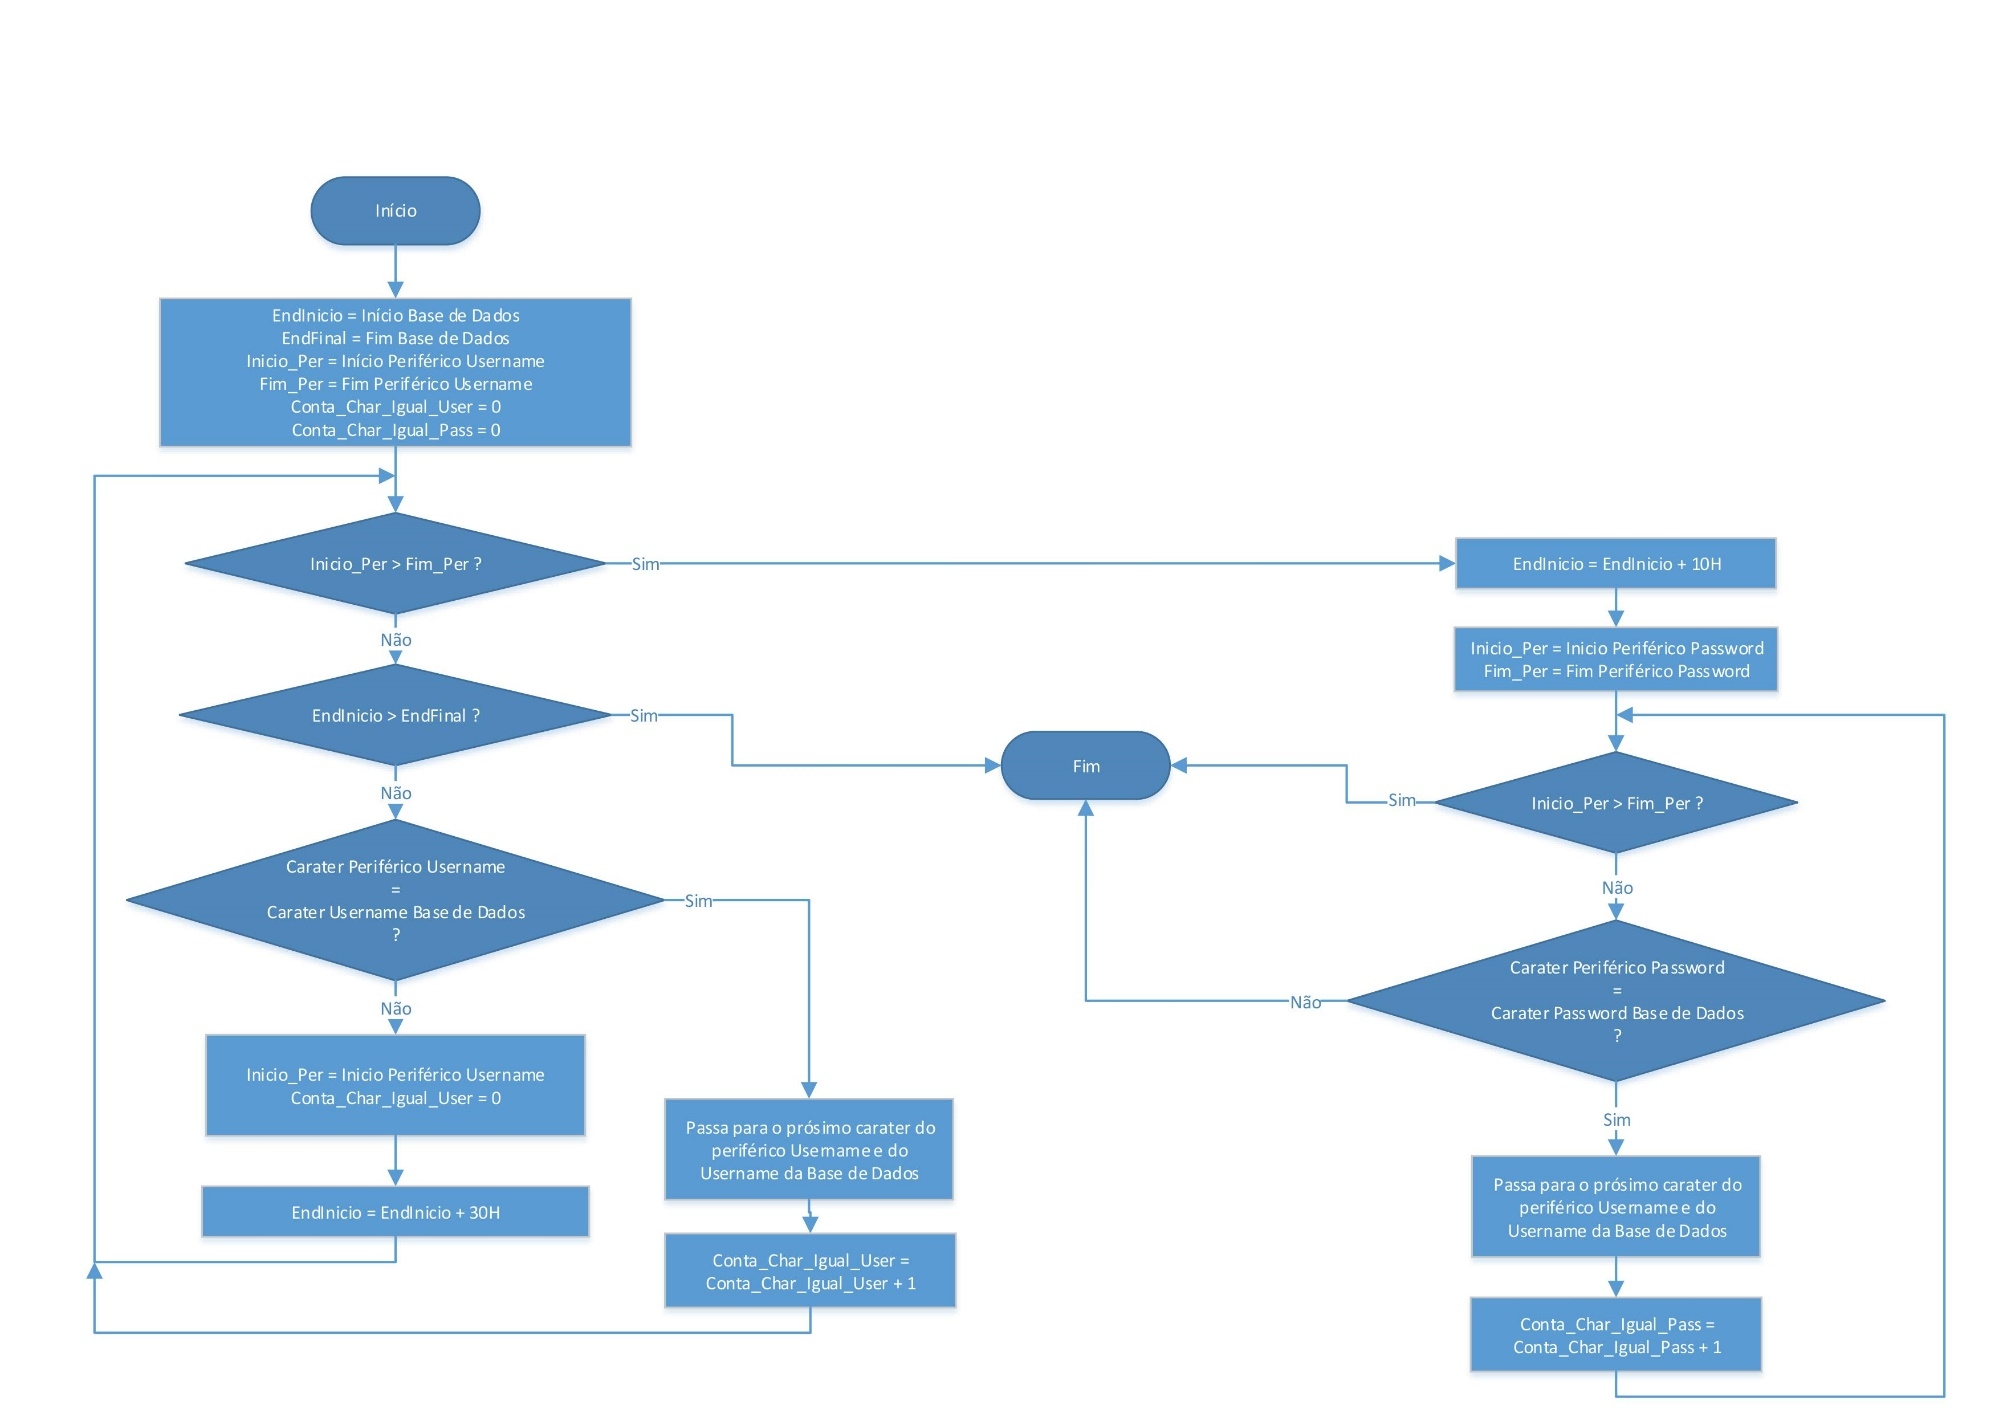 Início
EndInicio = Início Base de Dados
EndFinal = Fim Base de Dados
Inicio_Per = Início Periférico Username
Fim_Per = Fim Periférico Username
Conta_Char_Igual_User = 0
Conta_Char_Igual_Pass = 0
Inicio_Per > Fim_Per ?
Sim
Não
EndInicio > EndFinal ?
Sim
Não
Carater Periférico Username
=
Carater Username Base de Dados
?
Sim
Não
Inicio_Per = Inicio Periférico Username
Conta_Char_Igual_User = 0
EndInicio = EndInicio + 30H
Passa para o prósimo carater do
periférico Username e do
Username da Base de Dados
Conta_Char_Igual_User =
Conta_Char_Igual_User + 1
Fim
EndInicio = EndInicio + 10H
Inicio_Per = Inicio Periférico Password
Fim_Per = Fim Periférico Password
Inicio_Per > Fim_Per ?
Sim
Não
Carater Periférico Password
=
Carater Password Base de Dados
?
Não
Sim
Passa para o prósimo carater do
periférico Username e do
Username da Base de Dados
Conta_Char_Igual_Pass =
Conta_Char_Igual_Pass + 1